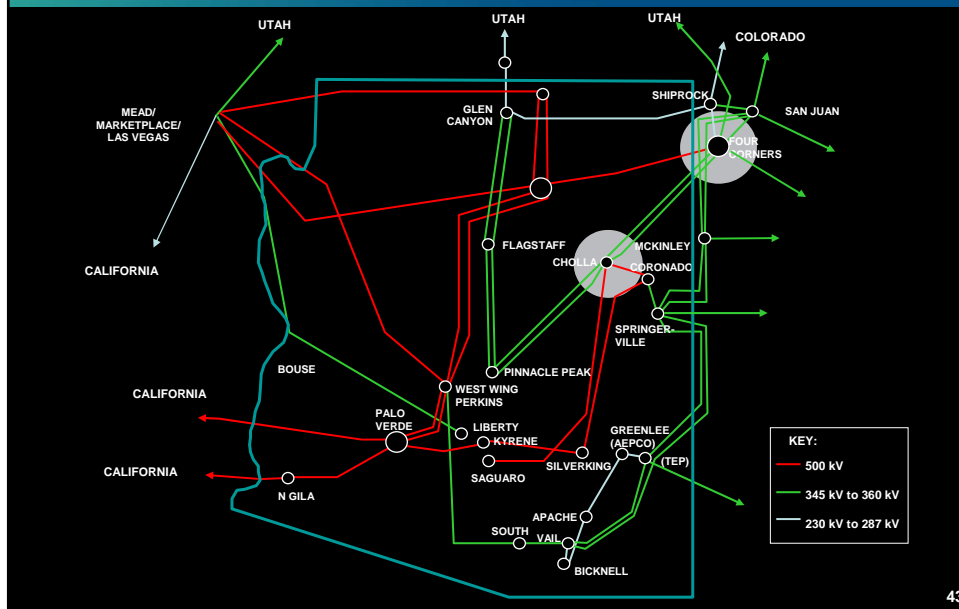 UTAH
UTAH
UTAH
COLORADO
MEAD/
MARKETPLACE/
LAS VEGAS
GLEN
CANYON
SHIPROCK
SAN JUAN
FOUR
CORNERS
FLAGSTAFF
MCKINLEY
CHOLLA
CORONADO
CALIFORNIA
SPRINGER-
VILLE
BOUSE
PINNACLE PEAK
WEST WING
PERKINS
CALIFORNIA
PALO
VERDE
LIBERTY
KYRENE
SAGUARO
SILVERKING
GREENLEE
(AEPCO)
(TEP)
CALIFORNIA
N GILA
APACHE
SOUTH
VAIL
BICKNELL
KEY:
500 kV
345 kV to 360 kV
230 kV to 287 kV
43